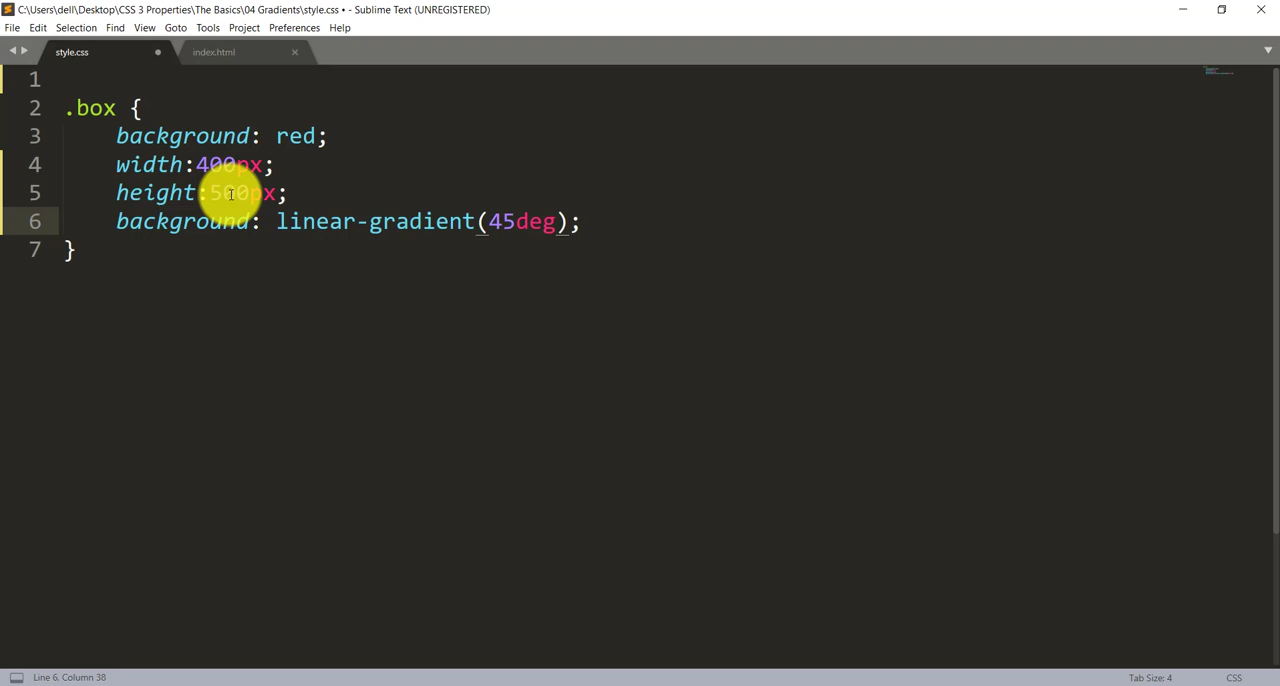 C:\Users\dell\Desktop\CSS 3 Properties\The Basics\04 Gradients\style.css • - Sublime Text (UNREGISTERED)
File Edit Selection Find View Goto Tools Project Preferences Help
style.css index.html
1
2 .box {
3 background: red;
4 width:400px;
5 height:500px;
6 background: linear-gradient(45deg);
7 }
Line 6, Column 38 Tab Size: 4 CSS